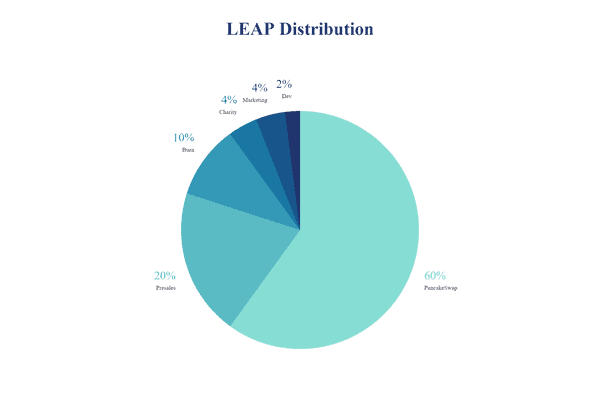 LEAP Distribution
2%
Dev
4%
Marketing
4%
Charity
10%
Burn
20%
Presales
60%
PancakeSwap